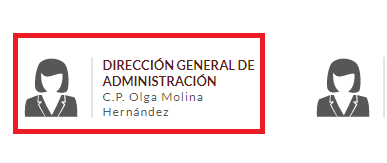 DIRECCIÓN GENERAL DE
ADMINISTRACIÓN
C.P. Olga Molina
Hernández